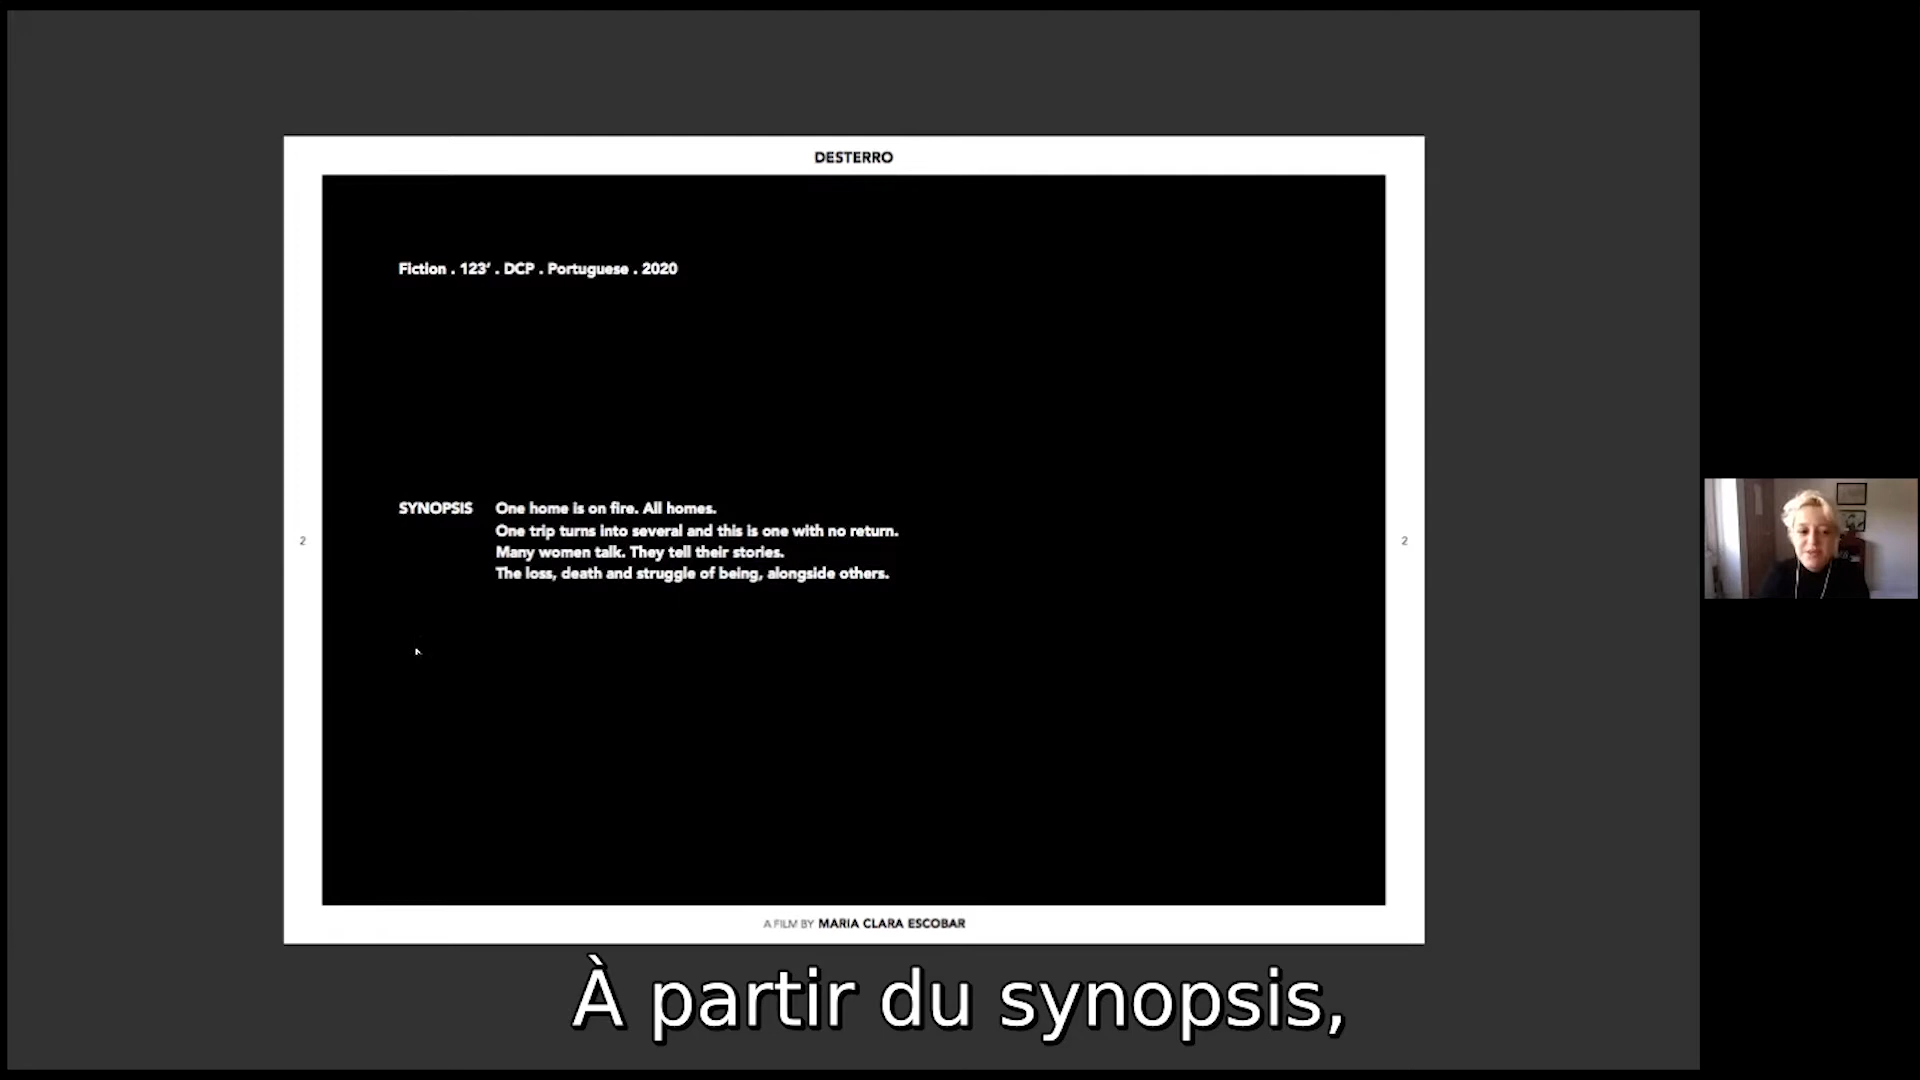 DESTERRO
Fiction . 123' . DCP . Portuguese . 2020
SYNOPSIS One home is on fire. All homes.
One trip turns into several and this is one with no return.
Many women talk. They tell their stories.
The loss, death and struggle of being, alongside others.
2
2
A FILM BY MARIA CLARA ESCOBAR
À partir du synopsis,